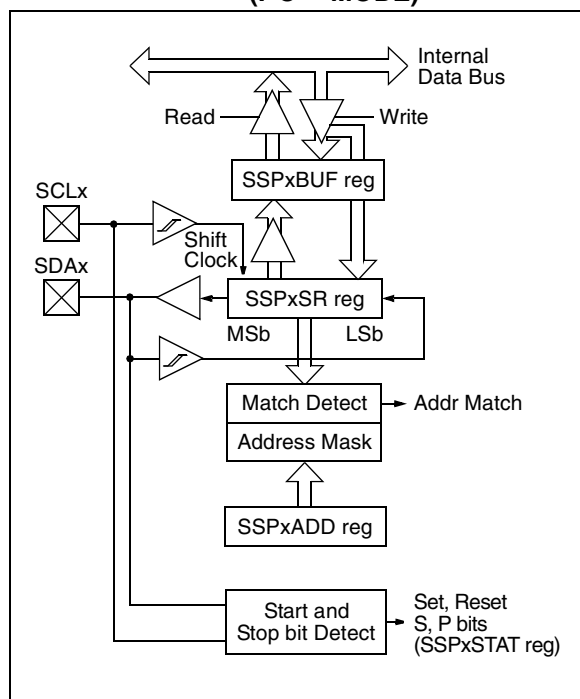 MODE)
Internal
Data Bus
Read
Write
SSPxBUF reg
SCLx
Shift
Clock
SDAx
SSPxSR reg
MSb
LSb
Match Detect
Addr Match
Address Mask
SSPxADD reg
Start and
Stop bit Detect
Set, Reset
S, P bits
(SSPxSTAT reg)